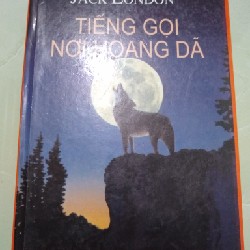 JACK LONDON
TIẾNG GỌI
NƠI HOANG DÃ